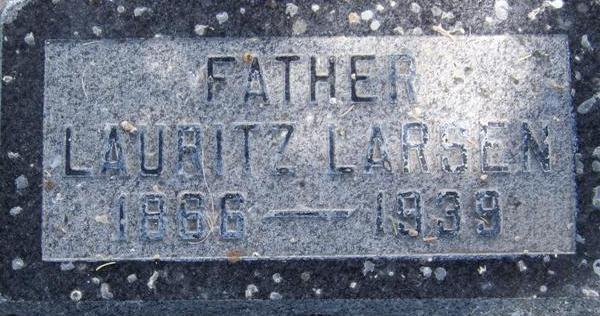 FATHER
LAURITZ LARSEN
1866 — 1939